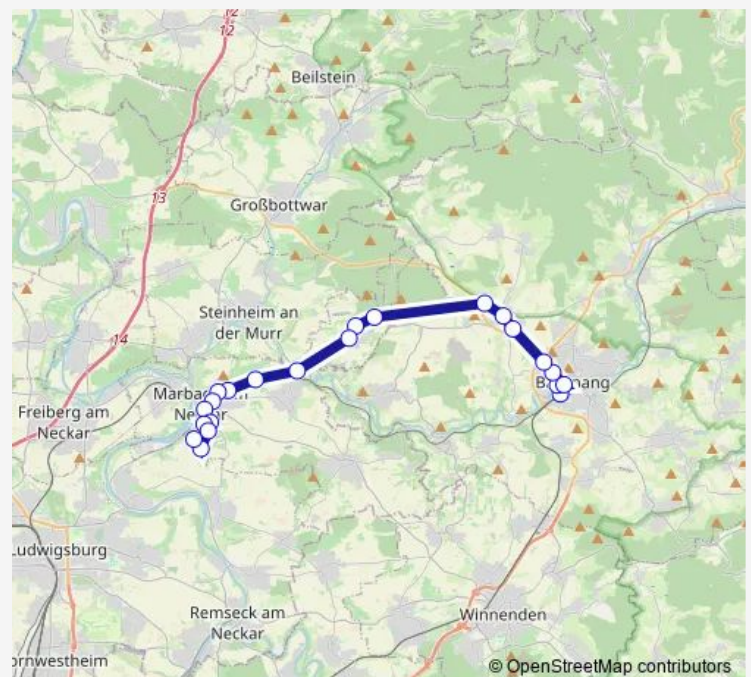 12
12
Beilstein
13
Großbottwar
Steinheim an
der Murr
14
Freiberg am
Neckar
Ludwigsburg
Remseck am
Neckar
Winnenden
ornwestheim
© OpenStreetMap contributors